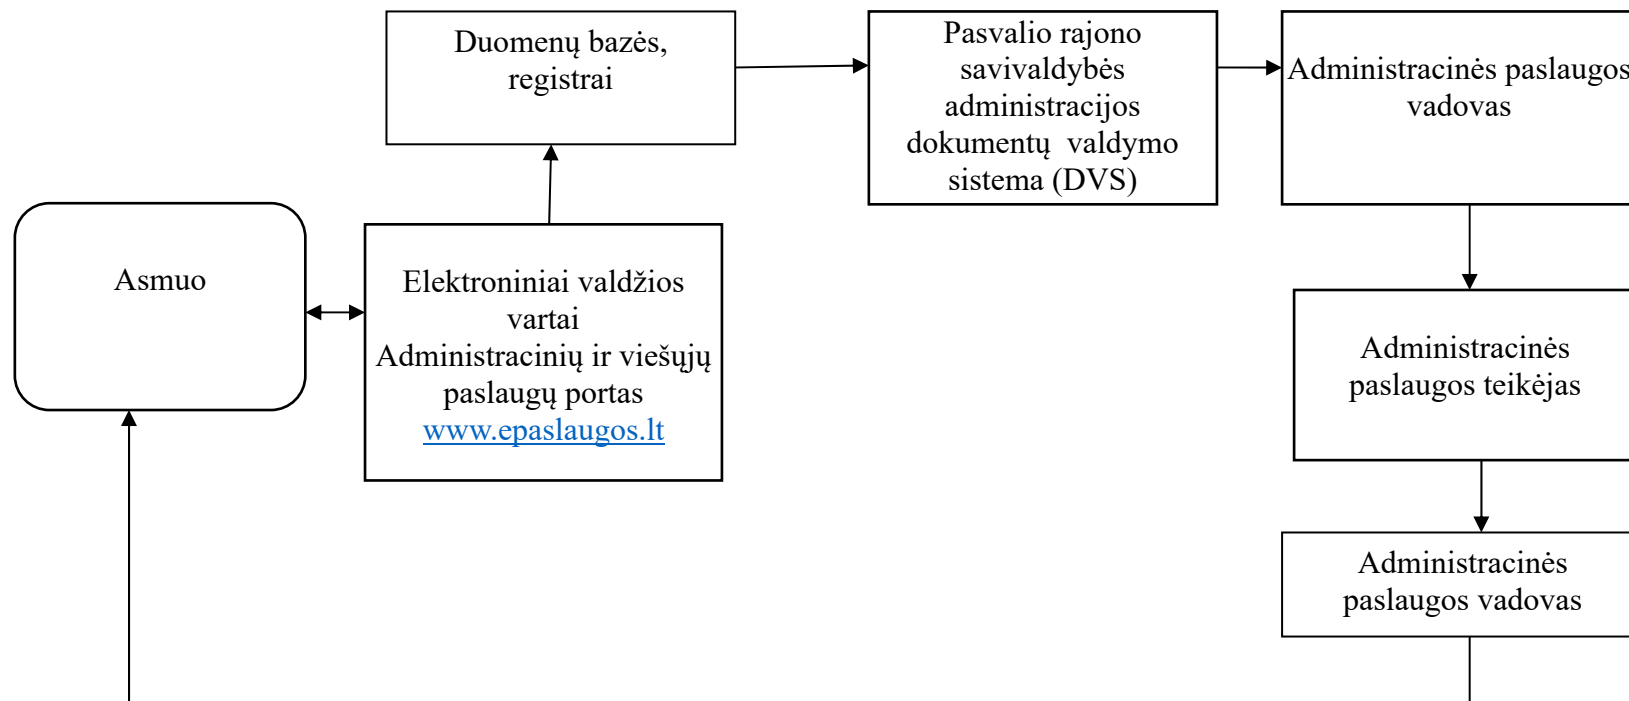 Duomenų bazės,
registrai
Pasvalio rajono
savivaldybės
administracijos
dokumentų  valdymo
sistema (DVS)
Administracinės paslaugos
vadovas
Asmuo
Elektroniniai valdžios
vartai
Administracinių ir viešųjų
paslaugų portas
www.epaslaugos.lt
Administracinės
paslaugos teikėjas
Administracinės
paslaugos vadovas